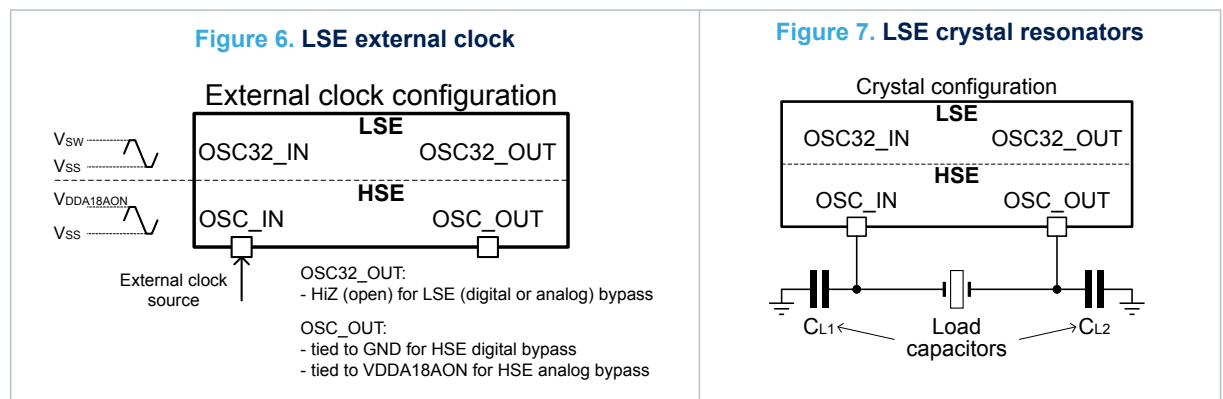 Figure 6. LSE external clock
External clock configuration
LSE
VSW
VSS
OSC32_IN
OSC32_OUT
HSE
VDDA18AON
VSS
OSC_IN
OSC_OUT
External clock
source
OSC32_OUT:
- HiZ (open) for LSE (digital or analog) bypass
OSC_OUT:
- tied to GND for HSE digital bypass
- tied to VDDA18AON for HSE analog bypass
Figure 7. LSE crystal resonators
Crystal configuration
LSE
OSC32_IN
OSC32_OUT
HSE
OSC_IN
OSC_OUT
CL1
Load
capacitors
CL2